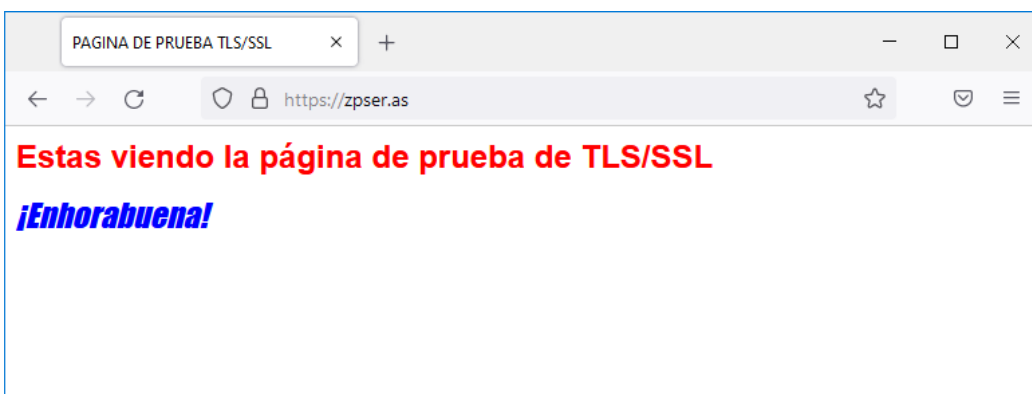 PAGINA DE PRUEBA TLS/SSL
https://zpser.as
Estas viendo la página de prueba de TLS/SSL
¡Enhorabuena!